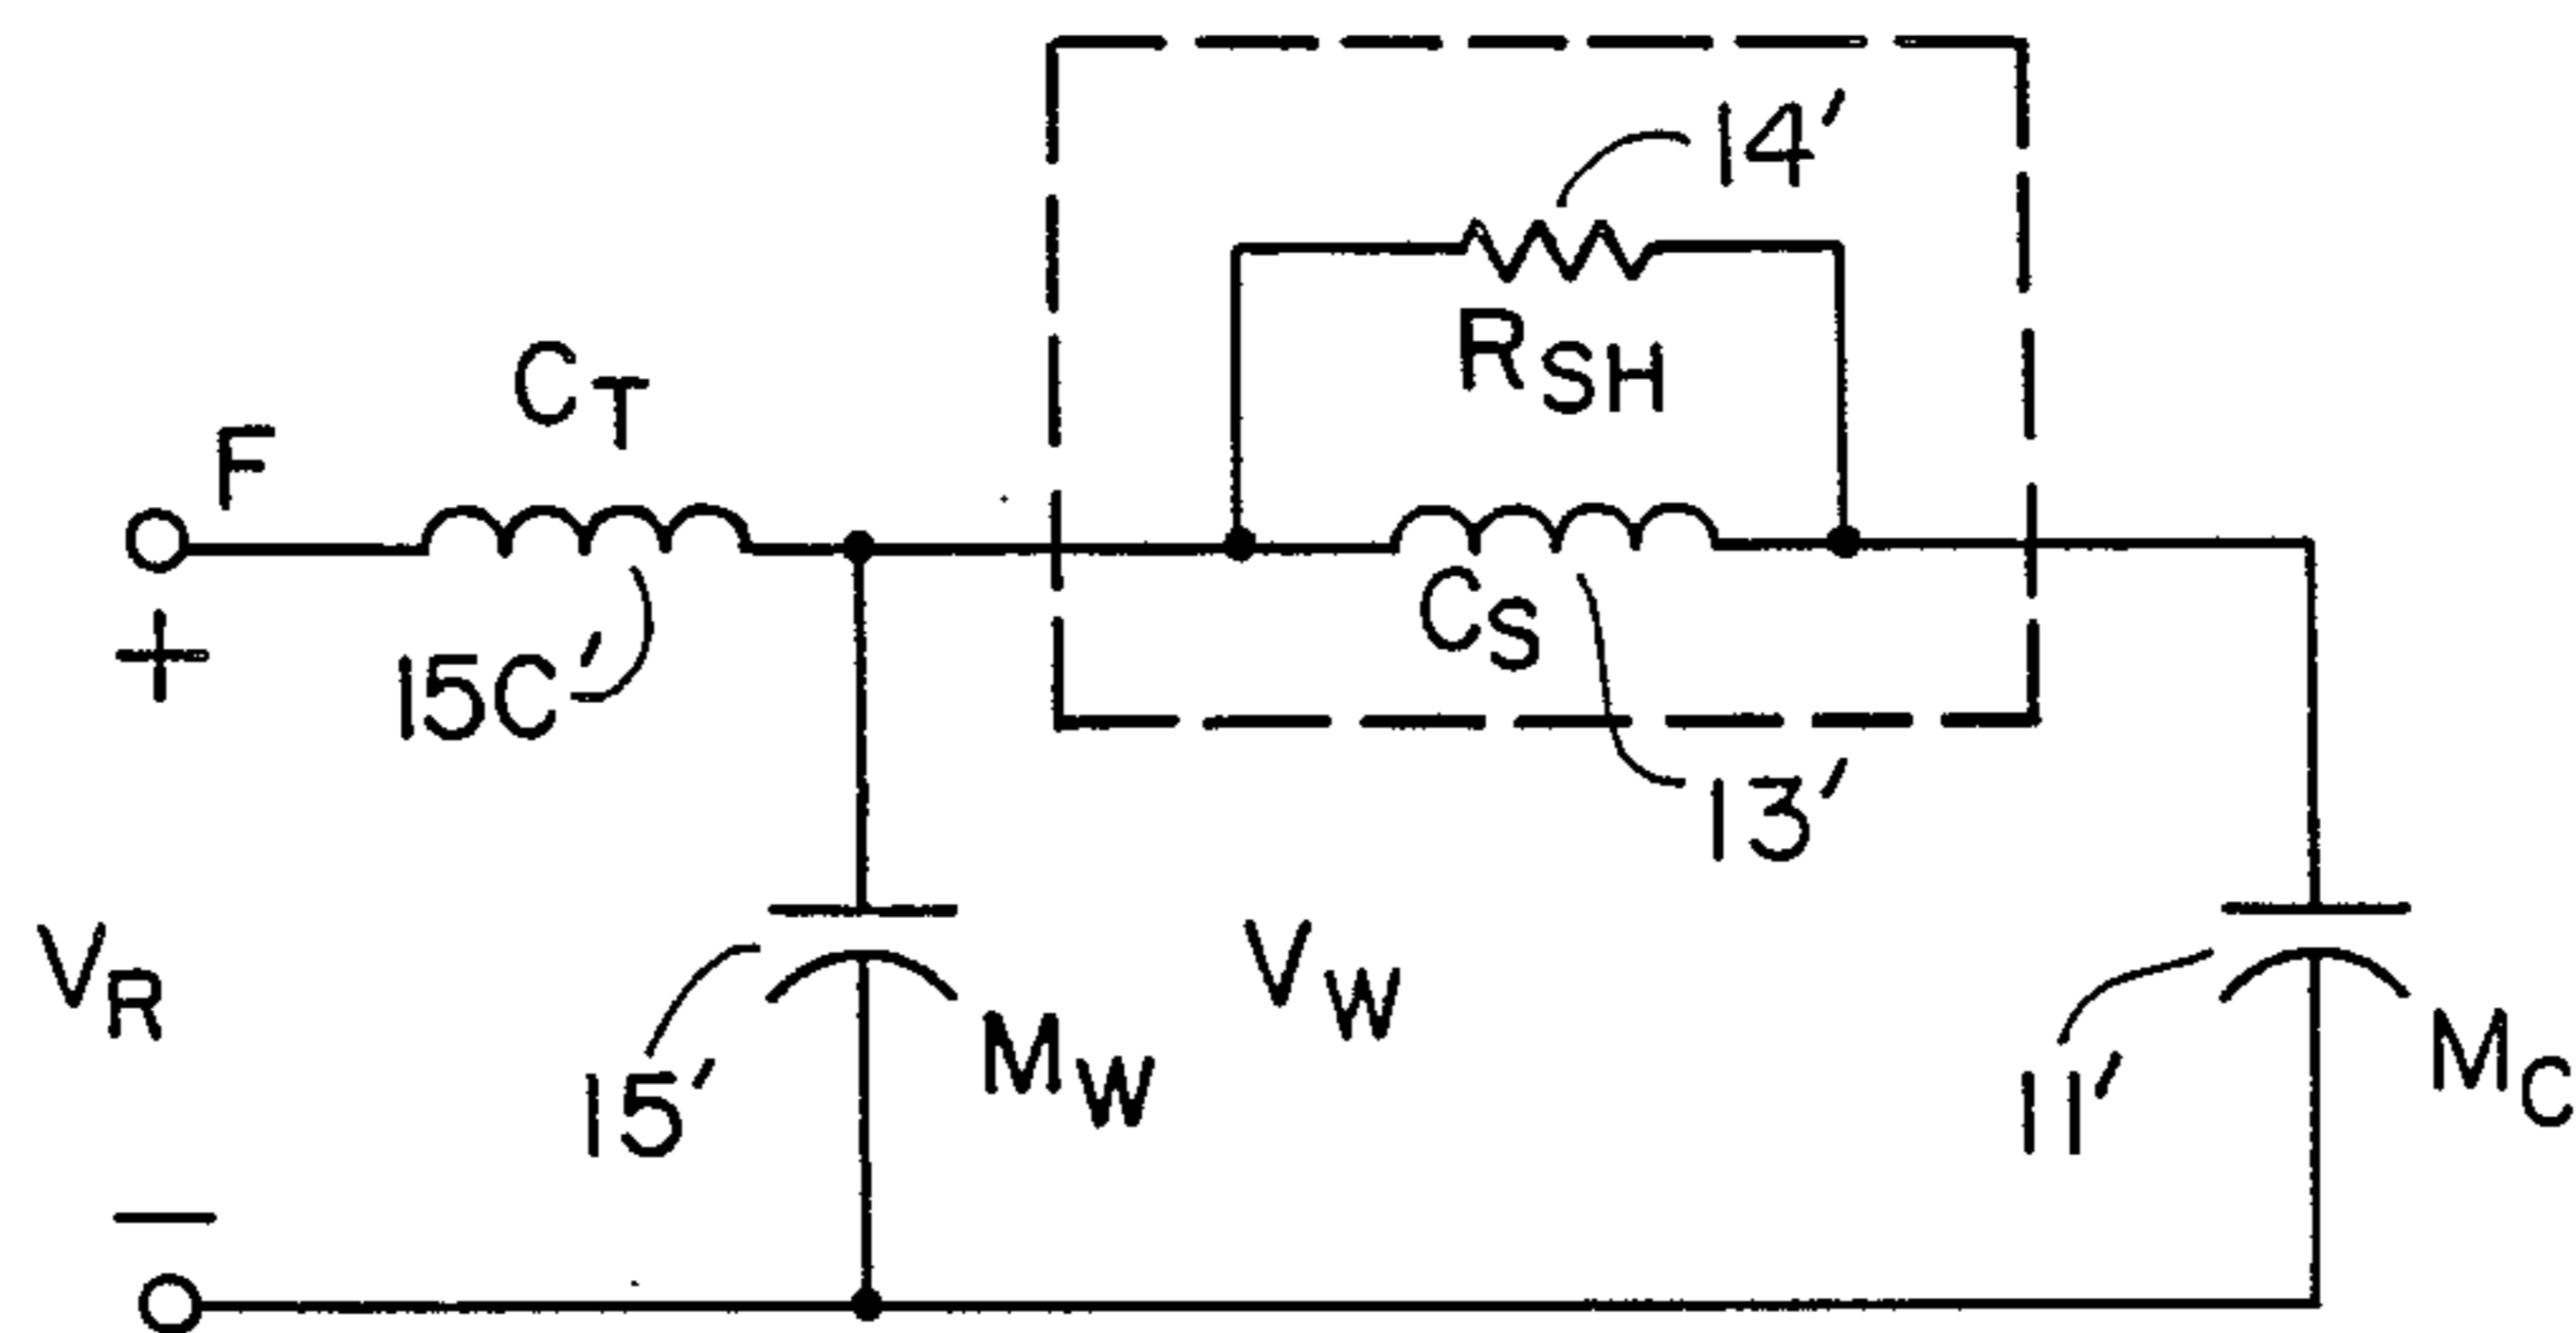 14'
R_SH
C_T
F
C_S
+
15C'
13'
V_R
V_W
M_W
M_C
15'
11'
−